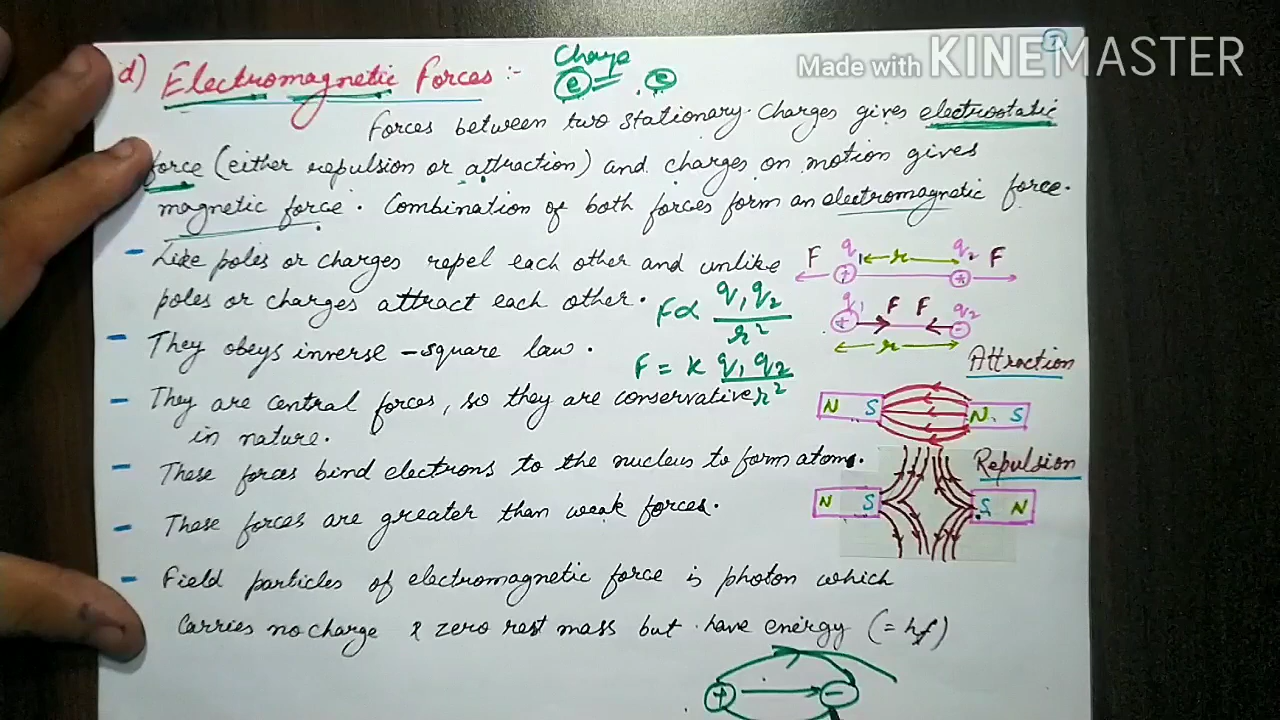 Made with KINEMASTER
d) Electromagnetic Forces :-
Charge
e e
Forces between two stationary charges gives electrostatic
force (either repulsion or attraction) and charges on motion gives
magnetic force. Combination of both forces form an electromagnetic force.
- Like poles or charges repel each other and unlike
poles or charges attract each other.
F∝ q1q2/r2
- They obeys inverse-square law.
F = K q1q2/r2
- They are central forces, so they are conservative
in nature.
- These forces bind electrons to the nucleus to form atom.
- These forces are greater than weak forces.
- Field particles of electromagnetic force is photon which
carries no charge & zero rest mass but have energy (= hf)
F q1 r q2 F
+ +
q1 F F q2
+ -
r
Attraction
N S N S
Repulsion
N S S N
+ -